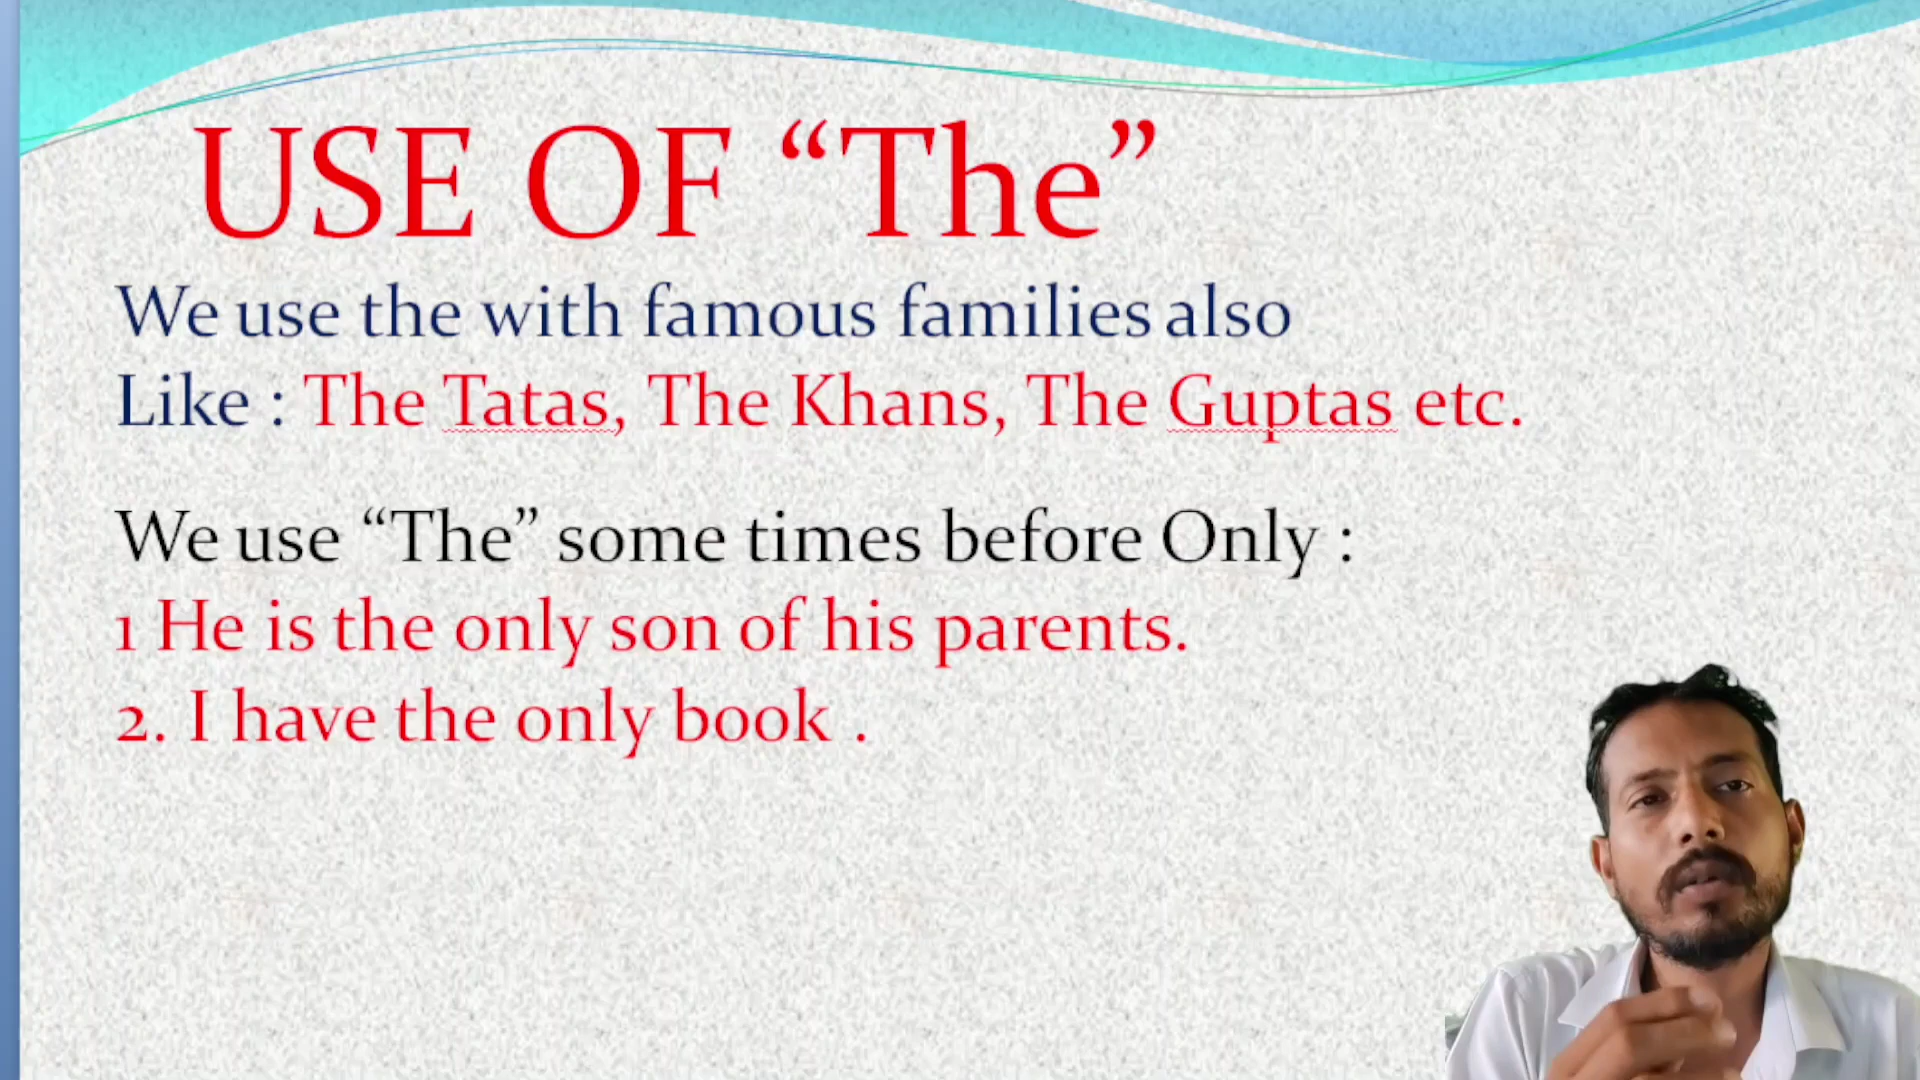 USE OF “The”
We use the with famous families also
Like : The Tatas, The Khans, The Guptas etc.
We use “The” some times before Only :
1 He is the only son of his parents.
2. I have the only book .